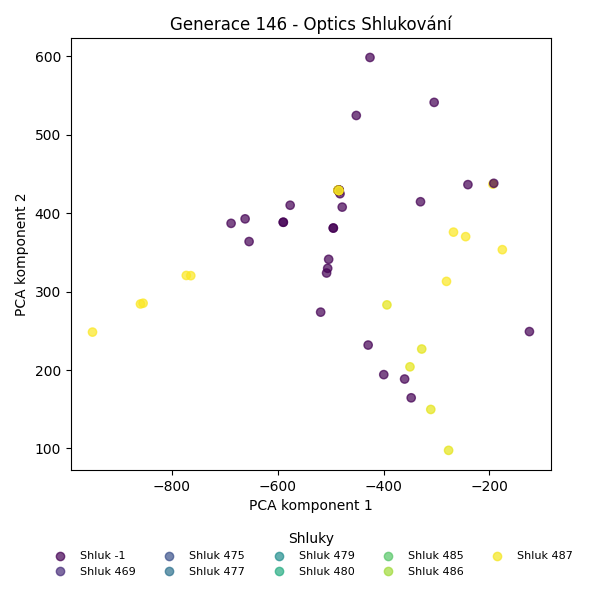 Generace 146 - Optics Shlukování
600
500
400
300
200
100
PCA komponent 2
−800 −600 −400 −200
PCA komponent 1
Shluky
Shluk -1 Shluk 475 Shluk 479 Shluk 485 Shluk 487
Shluk 469 Shluk 477 Shluk 480 Shluk 486